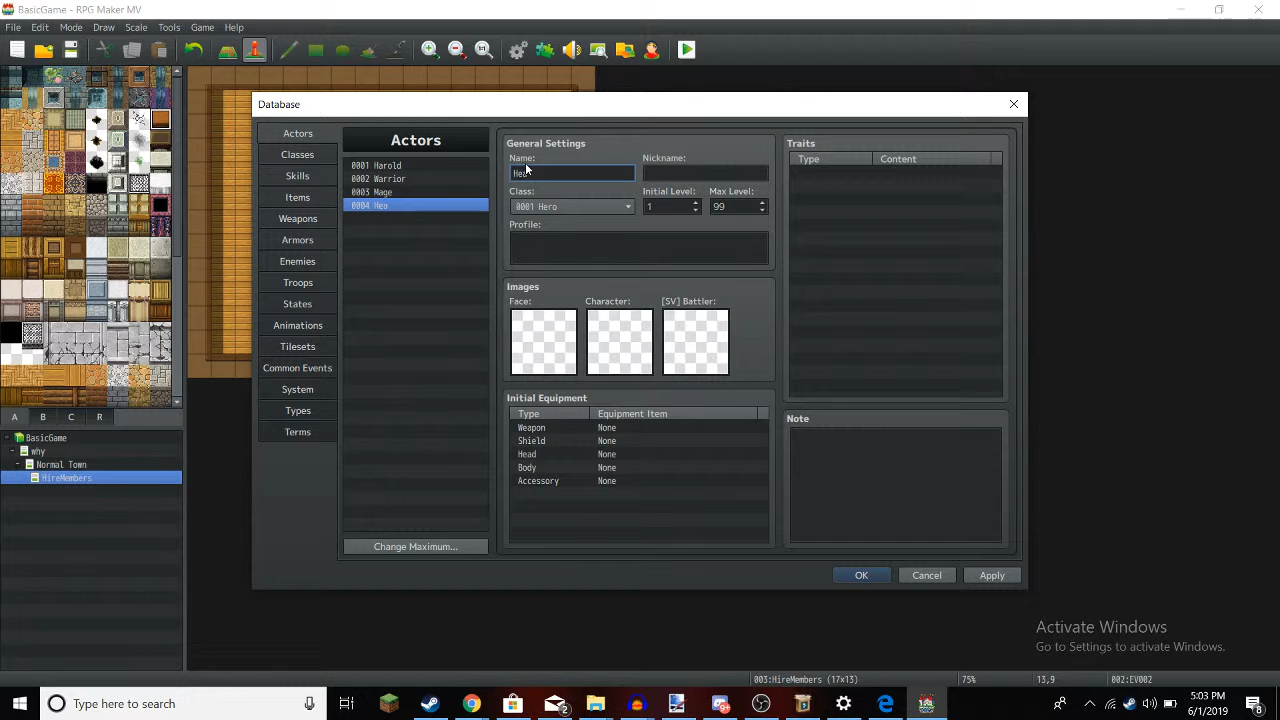 BasicGame - RPG Maker MV
File Edit Mode Draw Scale Tools Game Help
Database
Actors
Classes
Skills
Items
Weapons
Armors
Enemies
Troops
States
Animations
Tilesets
Common Events
System
Types
Terms
Actors
0001 Harold
0002 Warrior
0003 Mage
0004 Hea
Change Maximum...
General Settings
Name: Nickname:
Hea
Class: Initial Level: Max Level:
0001 Hero 1 99
Profile:
Images
Face: Character: [SV] Battler:
Initial Equipment
Type Equipment Item
Weapon None
Shield None
Head None
Body None
Accessory None
Traits
Type Content
Note
OK Cancel Apply
A B C R
BasicGame
why
Normal Town
HireMembers
Activate Windows
Go to Settings to activate Windows.
003:HireMembers (17x13) 75% 13,9 002:EV002
Type here to search
2
5:03 PM
6/1/2019